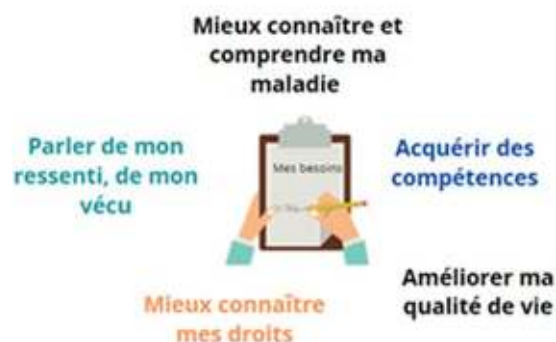 Mieux connaître et
comprendre ma
maladie
Parler de mon
ressenti, de mon
vécu
Mes besoins
Acquérir des
compétences
Améliorer ma
qualité de vie
Mieux connaître
mes droits